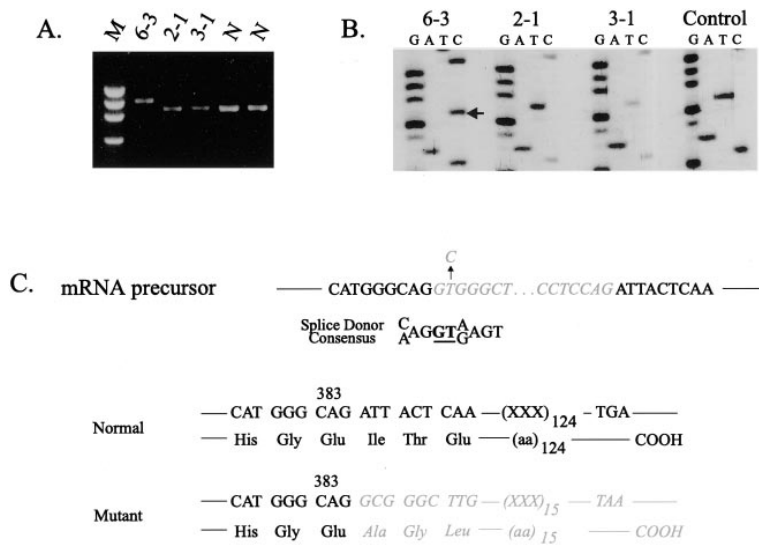 A.
M 6-3 2-1 3-1 N N
B.
6-3 2-1 3-1 Control
G A T C G A T C G A T C G A T C
C.
C
mRNA precursor CATGGGCAGGTGGGCT...CCTCCAGATTACTCAA
Splice Donor Consensus C/A AGGT A/G AGT
383
Normal CAT GGG CAG ATT ACT CAA (XXX)124 TGA
His Gly Glu Ile Thr Glu (aa)124 COOH
383
Mutant CAT GGG CAG GCG GGC TTG (XXX)15 TAA
His Gly Glu Ala Gly Leu (aa)15 COOH